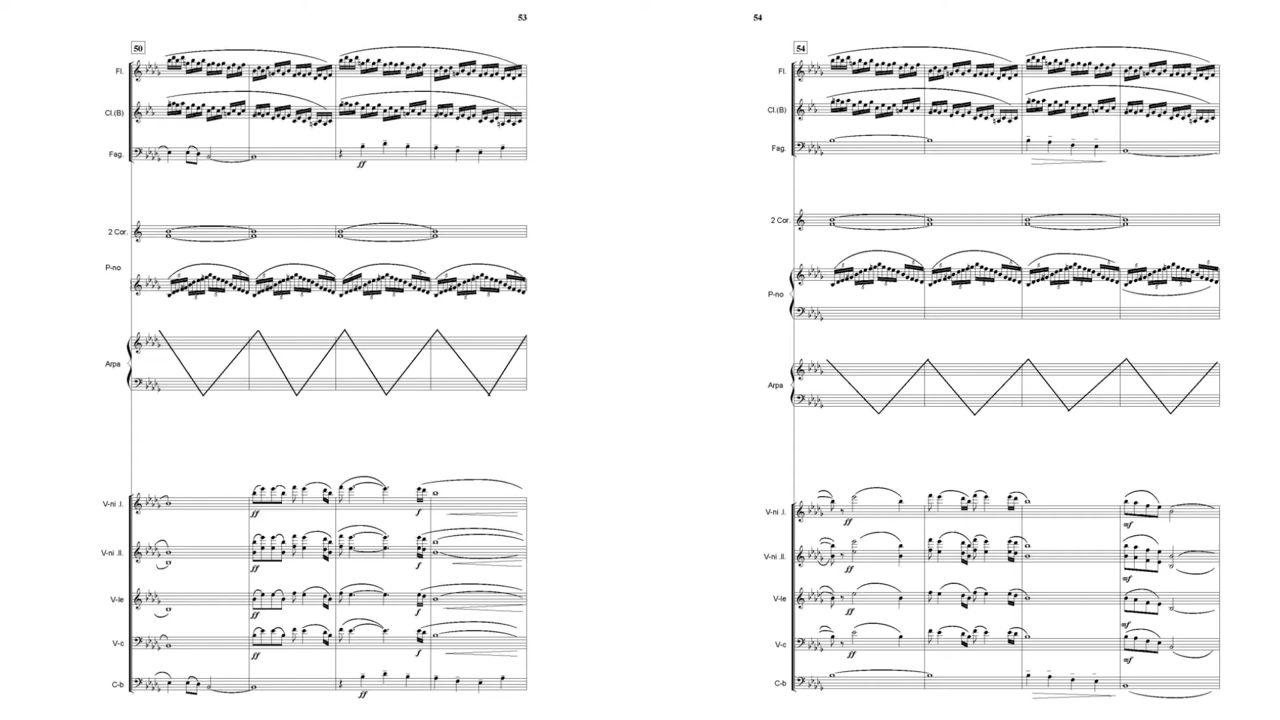 53
50
Fl.
Cl.(B)
Fag.
ff
2 Cor.
P-no
Arpa
V-ni .I.
ff
f
V-ni .II.
ff
f
V-le
ff
f
V-c
ff
f
C-b
ff
54
54
Fl.
Cl.(B)
Fag.
2 Cor.
P-no
Arpa
V-ni .I.
ff
mf
V-ni .II.
ff
mf
V-le
ff
mf
V-c
ff
mf
C-b